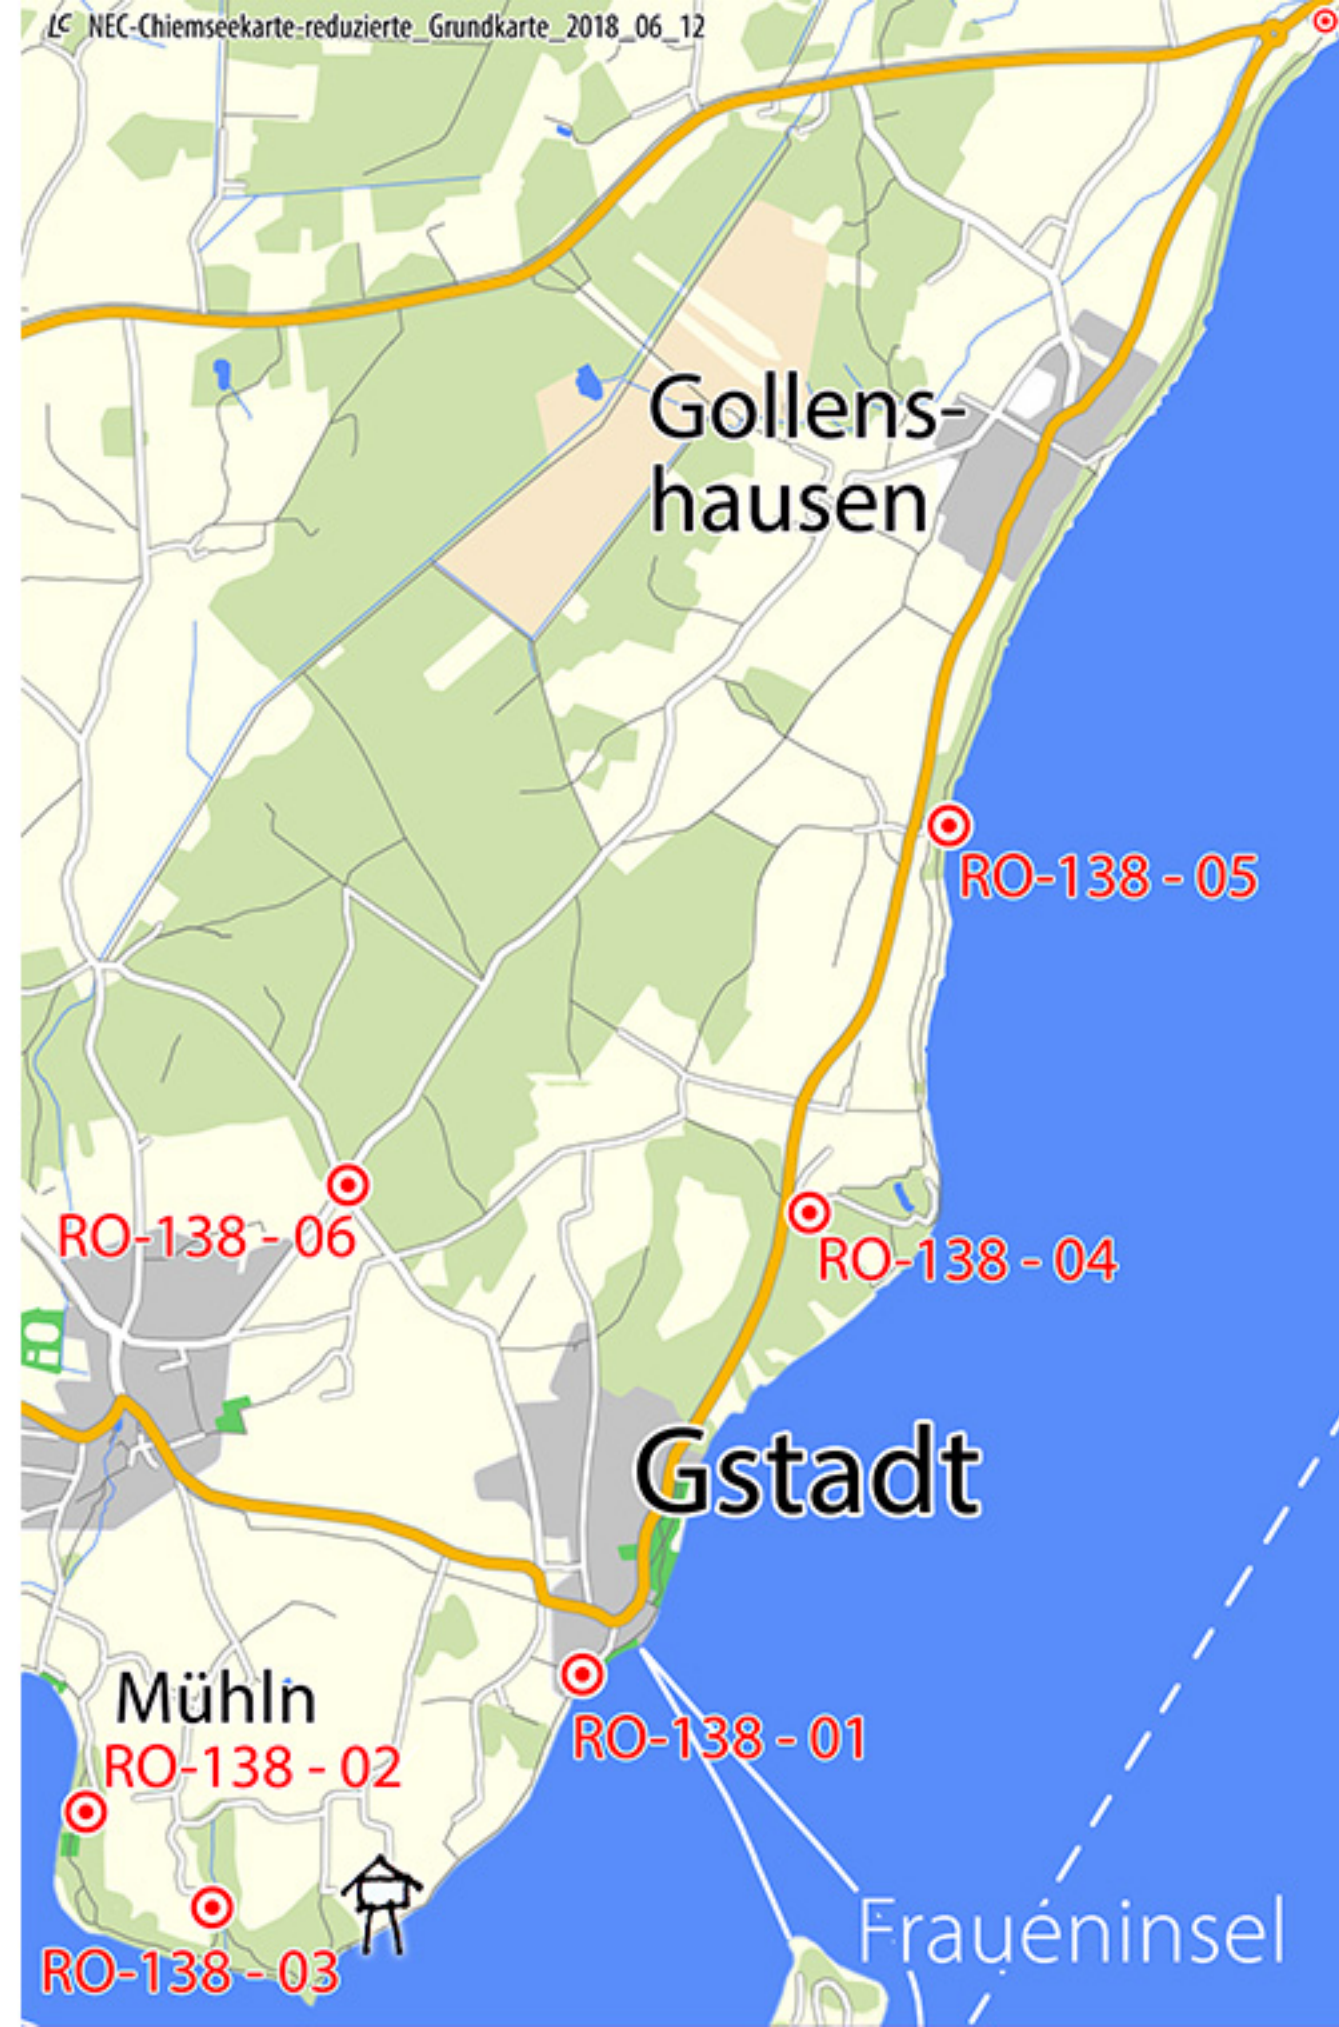 LC NEC-Chiemseekarte-reduzierte_Grundkarte_2018_06_12
Gollens-
hausen
RO-138 - 05
RO-138 - 06
RO-138 - 04
Gstadt
Mühln
RO-138 - 01
RO-138 - 02
Fraueninsel
RO-138 - 03